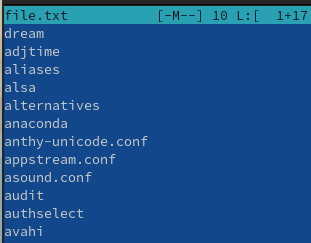 file.txt [-M--] 10 L:[ 1+17
dream
adjtime
aliases
alsa
alternatives
anaconda
anthy-unicode.conf
appstream.conf
asound.conf
audit
authselect
avahi